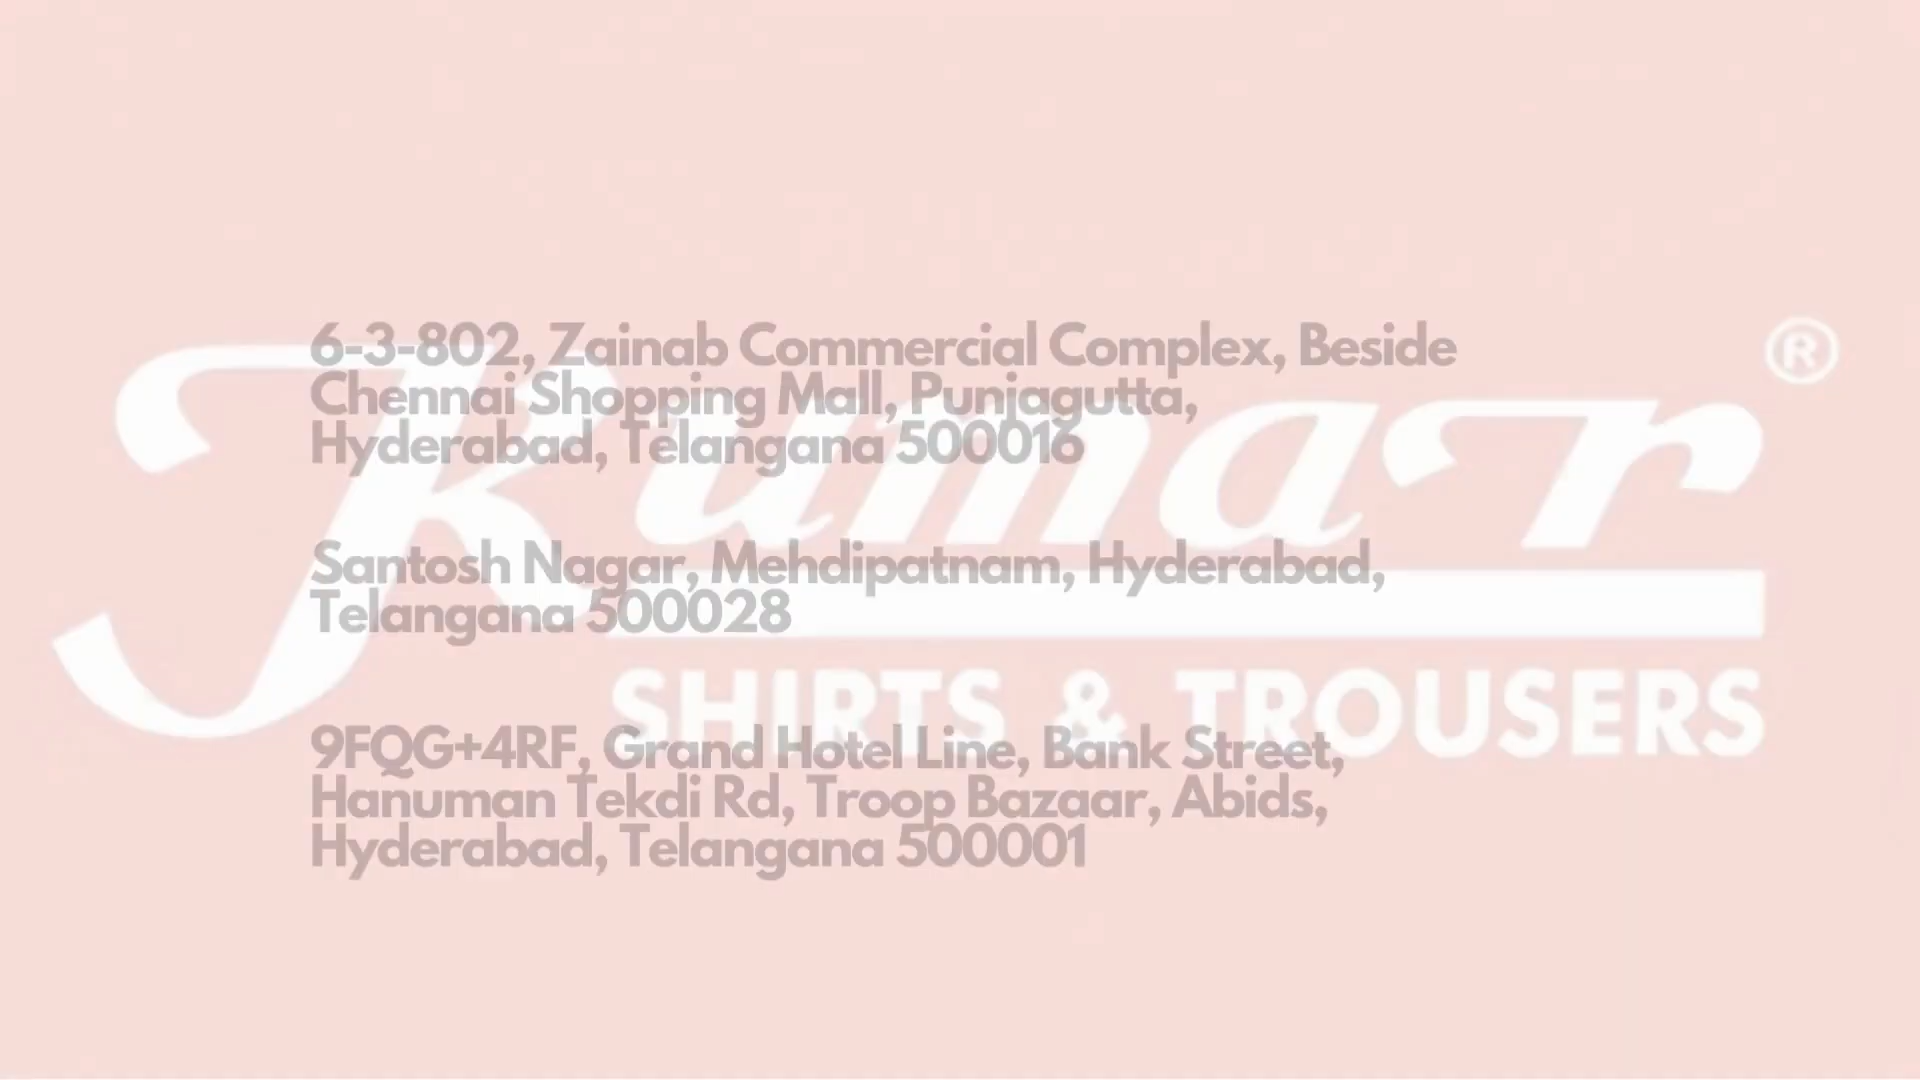 6-3-802, Zainab Commercial Complex, Beside
Chennai Shopping Mall, Punjagutta,
Hyderabad, Telangana 500016
Kumar ®
Santosh Nagar, Mehdipatnam, Hyderabad,
Telangana 500028
SHIRTS & TROUSERS
9FQG+4RF, Grand Hotel Line, Bank Street,
Hanuman Tekdi Rd, Troop Bazaar, Abids,
Hyderabad, Telangana 500001